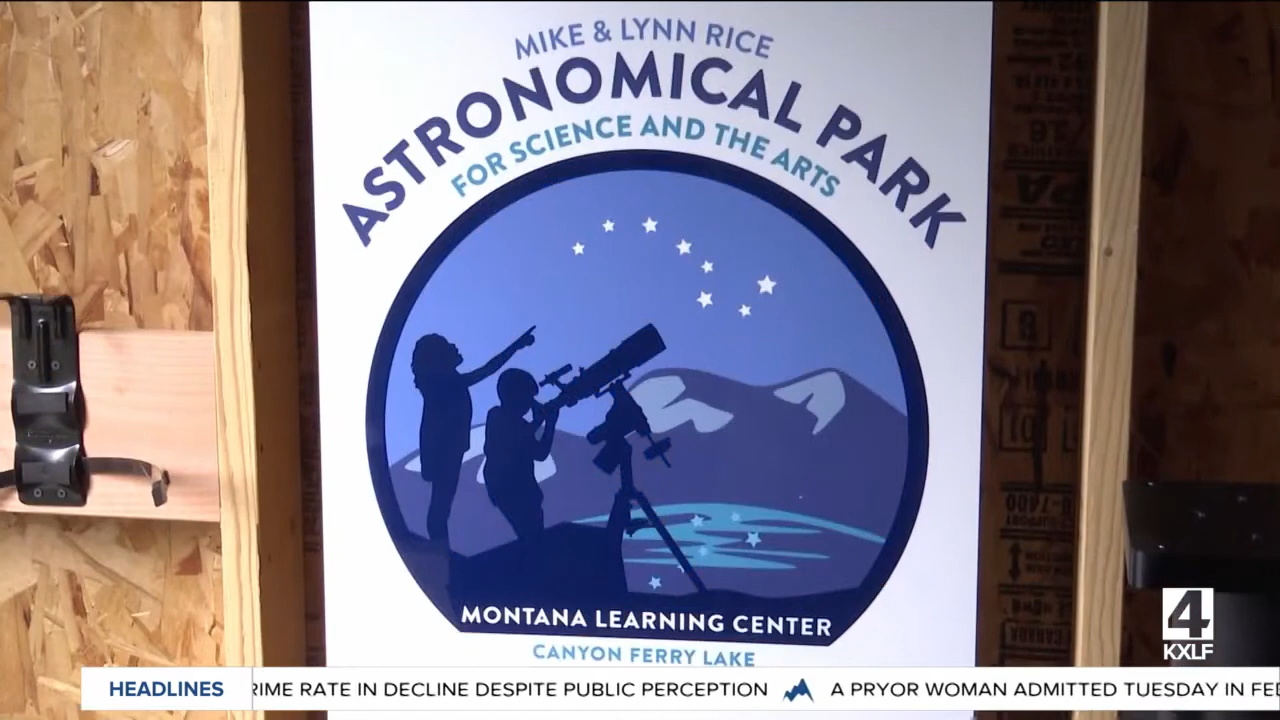 MIKE & LYNN RICE
ASTRONOMICAL PARK
FOR SCIENCE AND THE ARTS
MONTANA LEARNING CENTER
CANYON FERRY LAKE
4
KXLF
HEADLINES
RIME RATE IN DECLINE DESPITE PUBLIC PERCEPTION
A PRYOR WOMAN ADMITTED TUESDAY IN FED